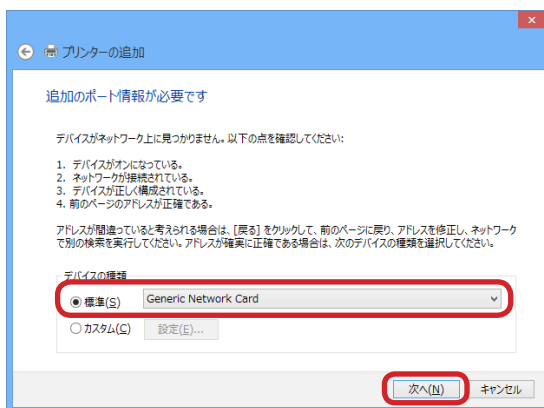 プリンターの追加
追加のポート情報が必要です
デバイスがネットワーク上に見つかりません。以下の点を確認してください:
1. デバイスがオンになっている。
2. ネットワークが接続されている。
3. デバイスが正しく構成されている。
4. 前のページのアドレスが正確である。
アドレスが間違っていると考えられる場合は、[戻る] をクリックして、前のページに戻り、アドレスを修正し、ネットワーク
で別の検索を実行してください。アドレスが確実に正確である場合は、次のデバイスの種類を選択してください。
デバイスの種類
標準(S) Generic Network Card
カスタム(C) 設定(E)...
次へ(N) キャンセル